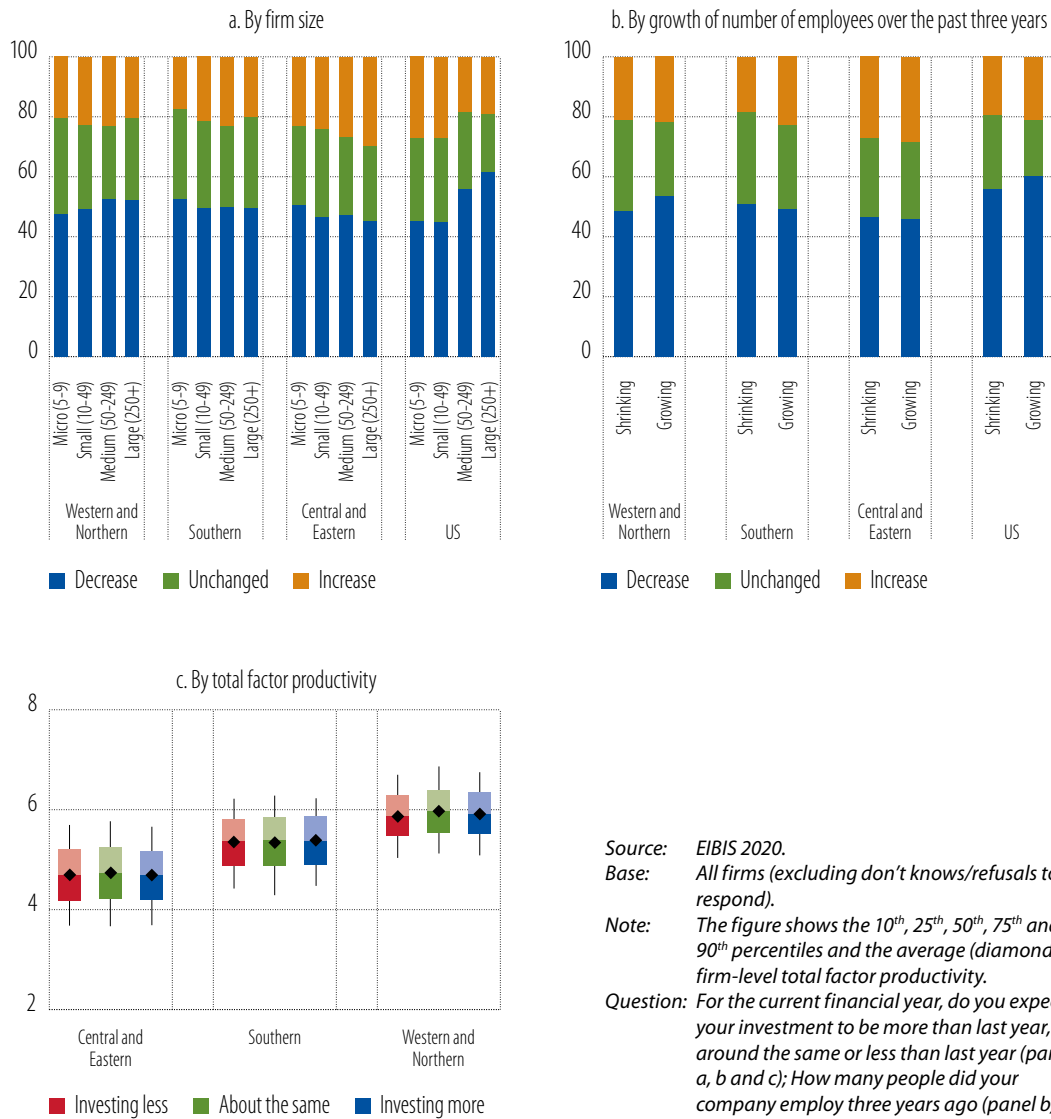 a. By firm size
100
80
60
40
20
0
Micro (5-9)
Small (10-49)
Medium (50-249)
Large (250+)
Micro (5-9)
Small (10-49)
Medium (50-249)
Large (250+)
Micro (5-9)
Small (10-49)
Medium (50-249)
Large (250+)
Micro (5-9)
Small (10-49)
Medium (50-249)
Large (250+)
Western and
Northern
Southern
Central and
Eastern
US
Decrease Unchanged Increase
b. By growth of number of employees over the past three years
100
80
60
40
20
0
Shrinking
Growing
Shrinking
Growing
Shrinking
Growing
Shrinking
Growing
Western and
Northern
Southern
Central and
Eastern
US
Decrease Unchanged Increase
c. By total factor productivity
8
6
4
2
Central and
Eastern
Southern
Western and
Northern
Investing less About the same Investing more
Source: EIBIS 2020.
Base: All firms (excluding don't knows/refusals to
respond).
Note: The figure shows the 10th, 25th, 50th, 75th and
90th percentiles and the average
firm-level total factor productivity.
Question: For the current financial year, do you
your investment to be more than last year,
around the same or less than last year
a, b and c); How many people did your
company employ three years ago (panel